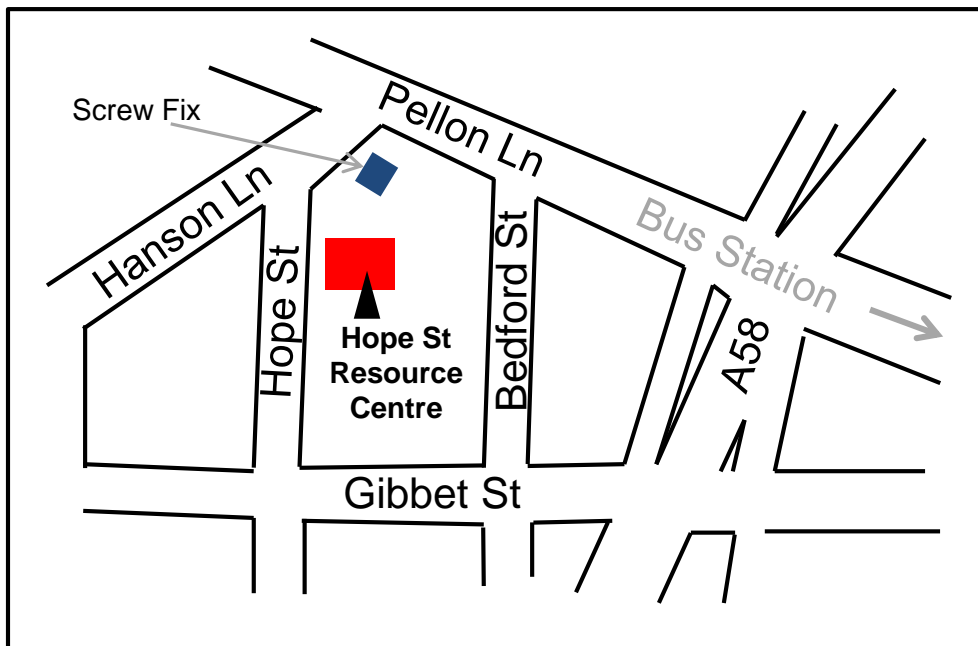 Screw Fix
Pellon Ln
Hanson Ln
Hope St
Bedford St
Bus Station
Hope St
Resource
Centre
A58
Gibbet St